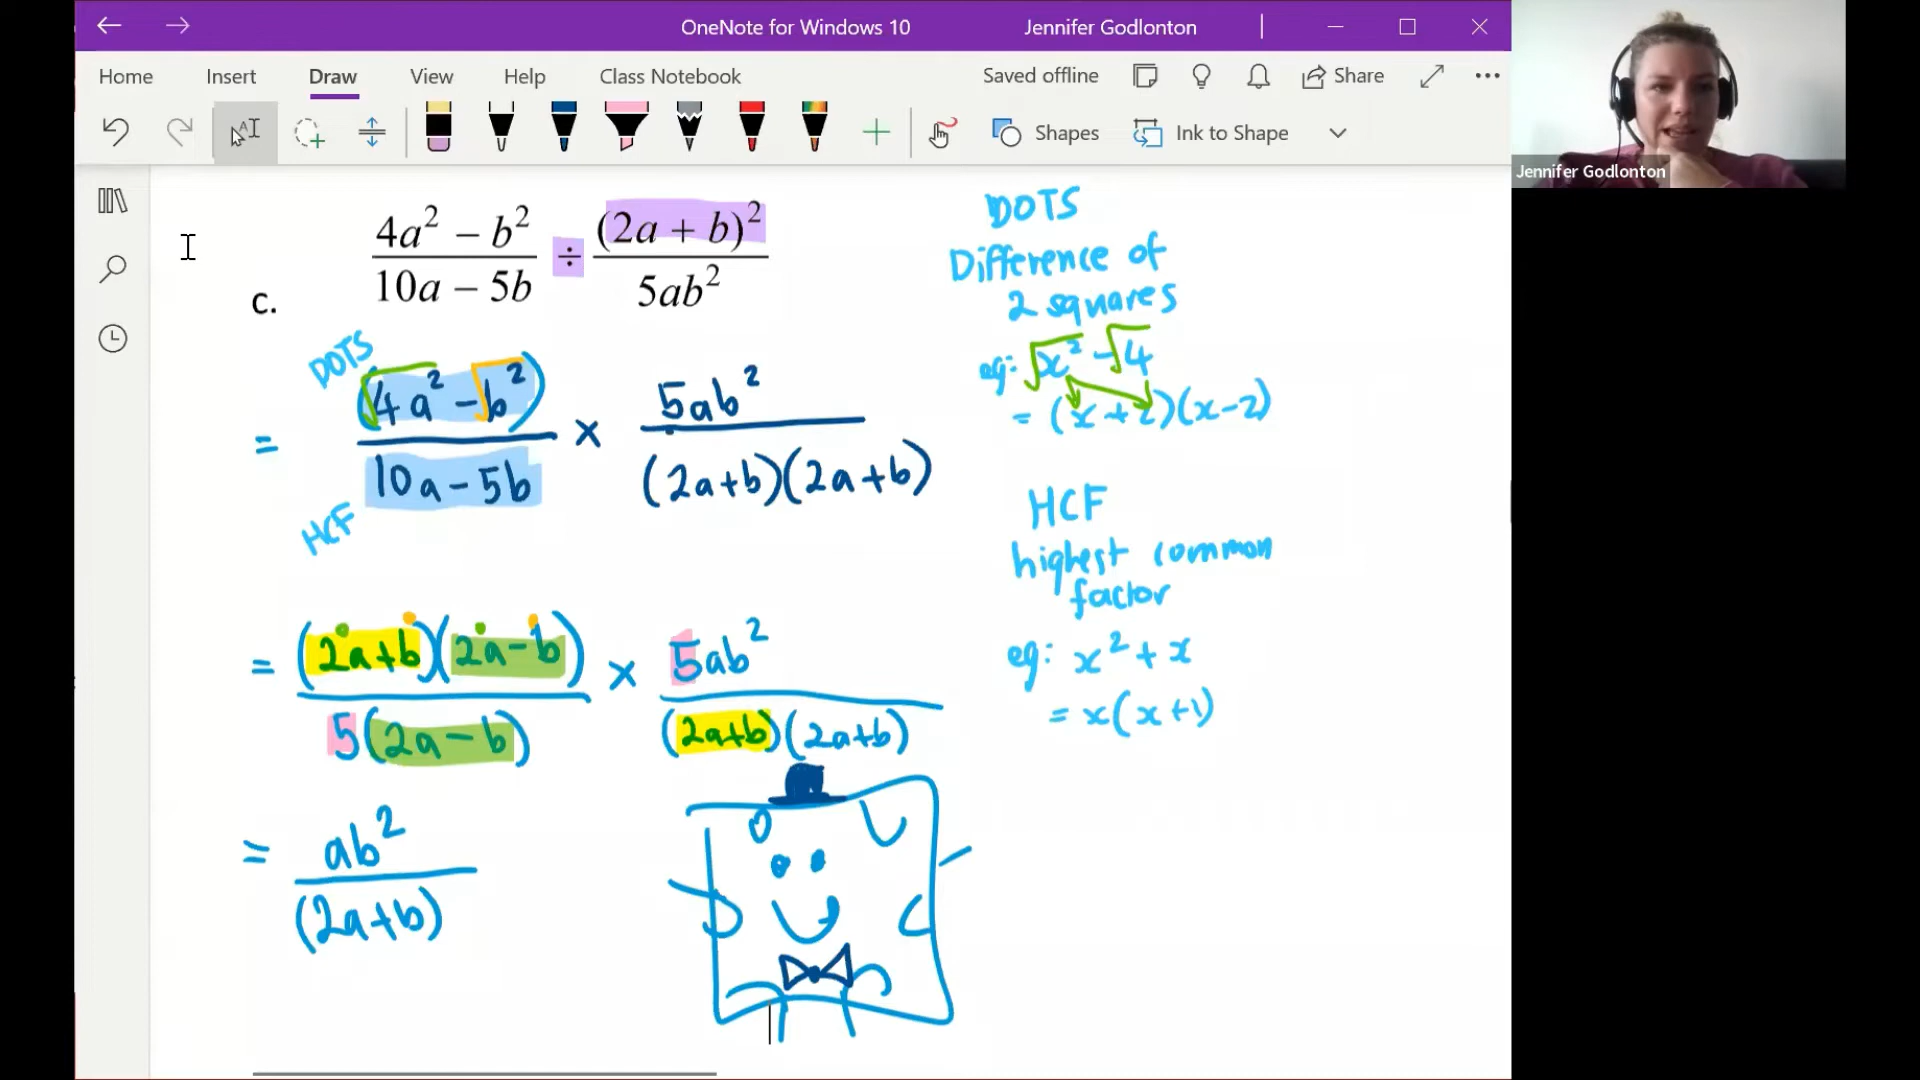 OneNote for Windows 10
Jennifer Godlonton
Home Insert Draw View Help Class Notebook
Saved offline Share
Shapes Ink to Shape
Jennifer Godlonton
c. 4a² − b² / 10a − 5b ÷ (2a + b)² / 5ab²
DOTS
= (√4a² − √b²) / 10a − 5b × 5ab² / (2a+b)(2a+b)
HCF
= (2a+b)(2a−b) / 5(2a−b) × 5ab² / (2a+b)(2a+b)
= ab² / (2a+b)
DOTS
Difference of
2 squares
eg: √x² − √4
= (x+2)(x−2)
HCF
highest common
factor
eg: x² + x
= x(x+1)